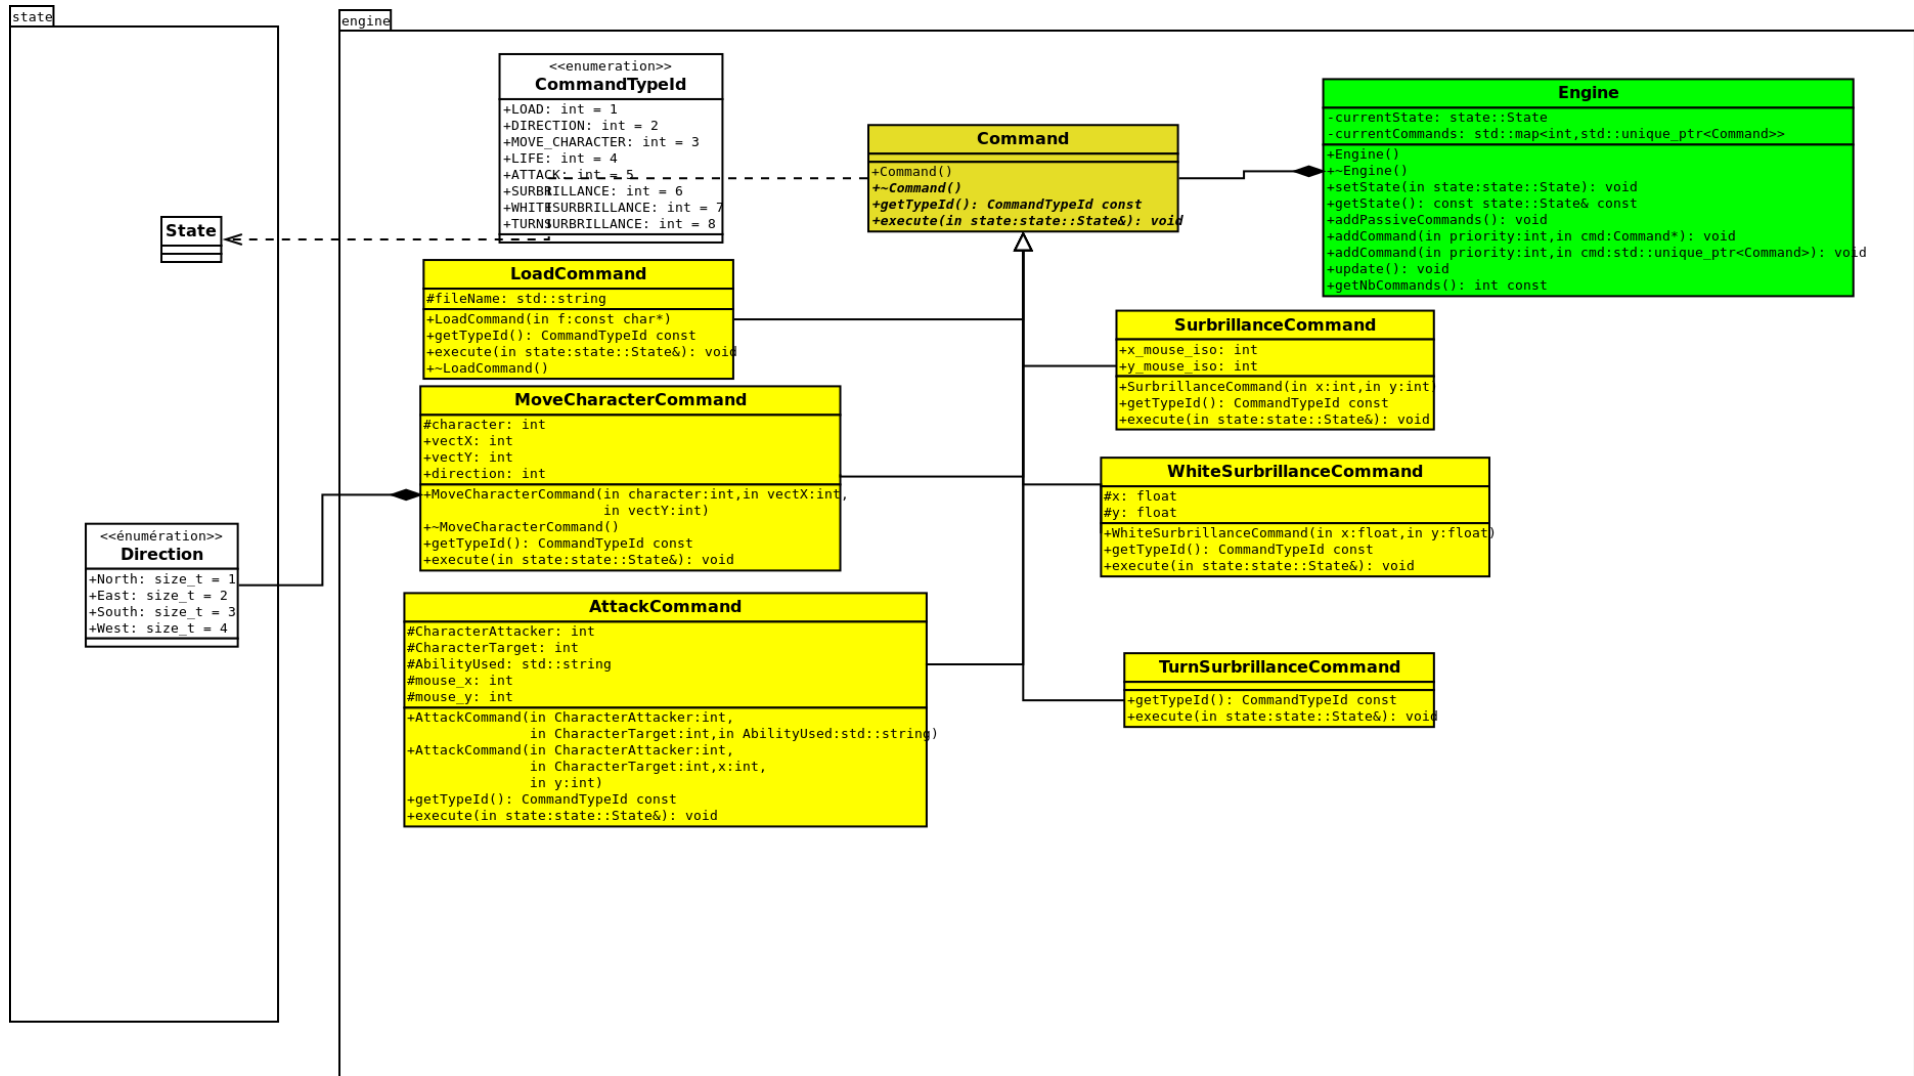 state
engine
<<enumeration>>
CommandTypeId
+LOAD: int = 1
+DIRECTION: int = 2
+MOVE_CHARACTER: int = 3
+LIFE: int = 4
+ATTACK: int = 5
+SURBRILLANCE: int = 6
+WHITESURBRILLANCE: int = 7
+TURNSURBRILLANCE: int = 8
Command
+Command()
+~Command()
+getTypeId(): CommandTypeId const
+execute(in state:state::State&): void
Engine
-currentState: state::State
-currentCommands: std::map<int,std::unique_ptr<Command>>
+Engine()
+~Engine()
+setState(in state:state::State): void
+getState(): const state::State& const
+addPassiveCommands(): void
+addCommand(in priority:int,in cmd:Command*): void
+addCommand(in priority:int,in cmd:std::unique_ptr<Command>): void
+update(): void
+getNbCommands(): int const
State
LoadCommand
#fileName: std::string
+LoadCommand(in f:const char*)
+getTypeId(): CommandTypeId const
+execute(in state:state::State&): void
+~LoadCommand()
SurbrillanceCommand
+x_mouse_iso: int
+y_mouse_iso: int
+SurbrillanceCommand(in x:int,in y:int)
+getTypeId(): CommandTypeId const
+execute(in state:state::State&): void
MoveCharacterCommand
#character: int
+vectX: int
+vectY: int
+direction: int
+MoveCharacterCommand(in character:int,in vectX:int,
in vectY:int)
+~MoveCharacterCommand()
+getTypeId(): CommandTypeId const
+execute(in state:state::State&): void
WhiteSurbrillanceCommand
#x: float
#y: float
+WhiteSurbrillanceCommand(in x:float,in y:float)
+getTypeId(): CommandTypeId const
+execute(in state:state::State&): void
<<énumération>>
Direction
+North: size_t = 1
+East: size_t = 2
+South: size_t = 3
+West: size_t = 4
AttackCommand
#CharacterAttacker: int
#CharacterTarget: int
#AbilityUsed: std::string
#mouse_x: int
#mouse_y: int
+AttackCommand(in CharacterAttacker:int,
in CharacterTarget:int,in AbilityUsed:std::string)
+AttackCommand(in CharacterAttacker:int,
in CharacterTarget:int,x:int,
in y:int)
+getTypeId(): CommandTypeId const
+execute(in state:state::State&): void
TurnSurbrillanceCommand
+getTypeId(): CommandTypeId const
+execute(in state:state::State&): void